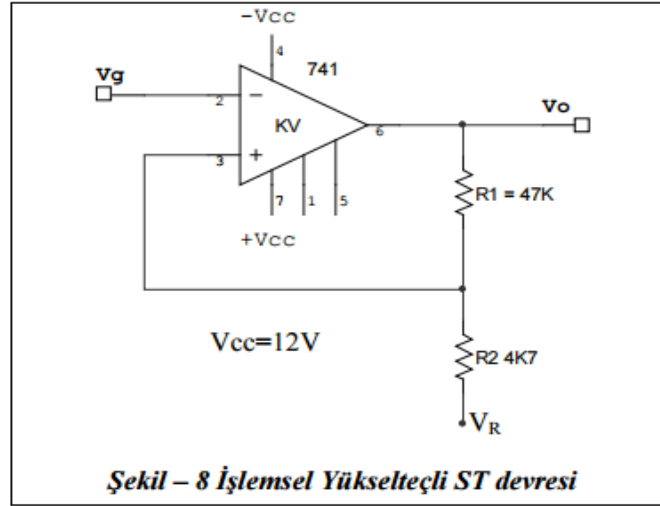 -Vcc
4
741
Vg
2
-
KV
Vo
6
3
+
R1 = 47K
7
1
5
+Vcc
Vcc=12V
R2 4K7
VR
Şekil – 8 İşlemsel Yükselteçli ST devresi